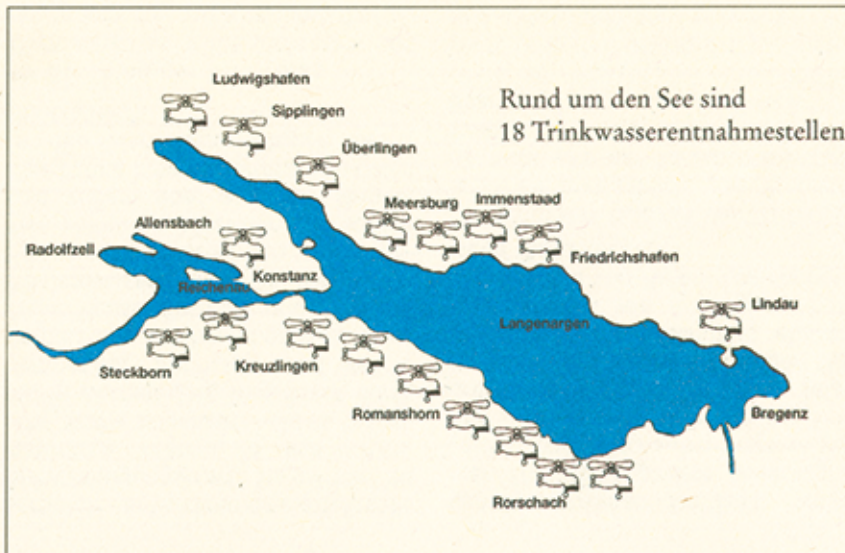 Rund um den See sind
18 Trinkwasserentnahmestellen
Ludwigshafen
Sipplingen
Überlingen
Meersburg
Immenstaad
Friedrichshafen
Allensbach
Radolfzell
Konstanz
Reichenau
Langenargen
Lindau
Steckborn
Kreuzlingen
Romanshorn
Bregenz
Rorschach